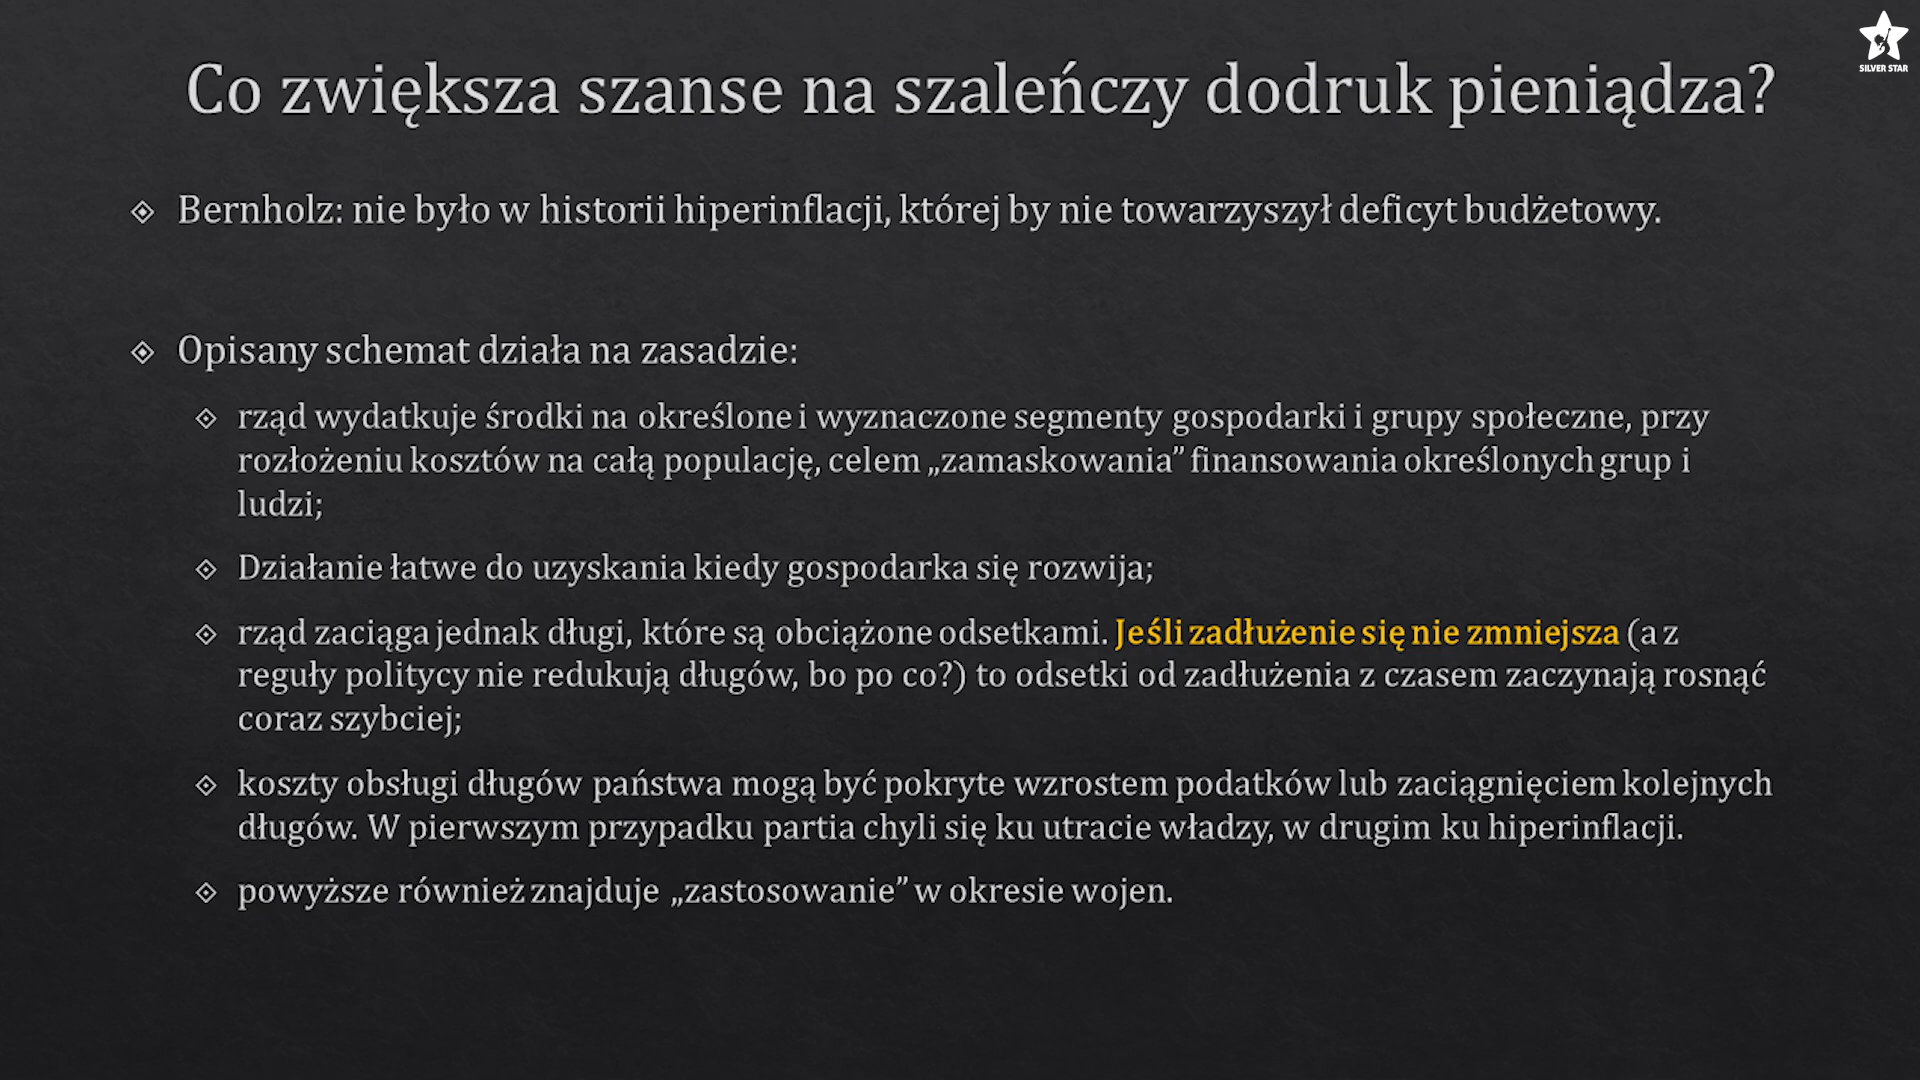 SILVER STAR
Co zwiększa szanse na szaleńczy dodruk pieniądza?
Bernholz: nie było w historii hiperinflacji, której by nie towarzyszył deficyt budżetowy.
Opisany schemat działa na zasadzie:
rząd wydatkuje środki na określone i wyznaczone segmenty gospodarki i grupy społeczne, przy
rozłożeniu kosztów na całą populację, celem „zamaskowania” finansowania określonych grup i
ludzi;
Działanie łatwe do uzyskania kiedy gospodarka się rozwija;
rząd zaciąga jednak długi, które są obciążone odsetkami. Jeśli zadłużenie się nie zmniejsza (a z
reguły politycy nie redukują długów, bo po co?) to odsetki od zadłużenia z czasem zaczynają rosnąć
coraz szybciej;
koszty obsługi długów państwa mogą być pokryte wzrostem podatków lub zaciągnięciem kolejnych
długów. W pierwszym przypadku partia chyli się ku utracie władzy, w drugim ku hiperinflacji.
powyższe również znajduje „zastosowanie” w okresie wojen.